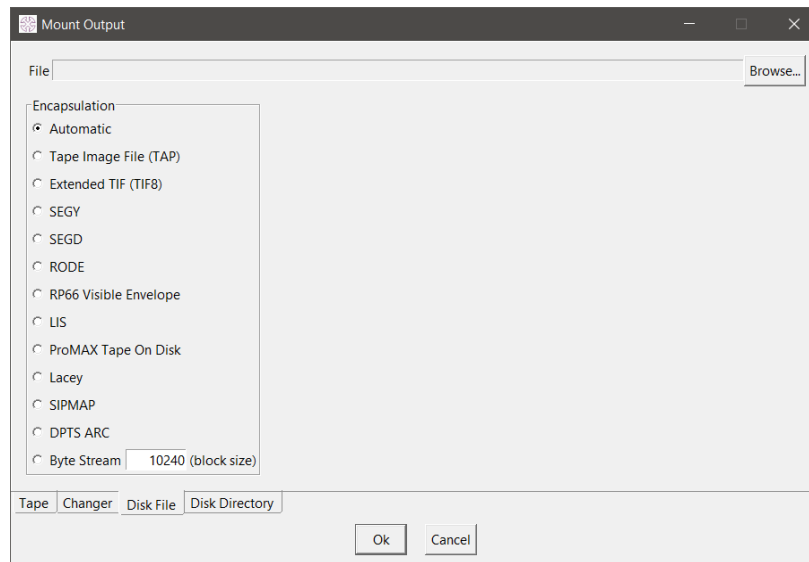 Mount Output
File
Browse...
Encapsulation
Automatic
Tape Image File (TAP)
Extended TIF (TIF8)
SEGY
SEGD
RODE
RP66 Visible Envelope
LIS
ProMAX Tape On Disk
Lacey
SIPMAP
DPTS ARC
Byte Stream 10240 (block size)
Tape Changer Disk File Disk Directory
Ok Cancel